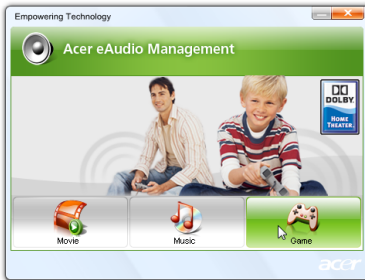 Empowering Technology
Acer eAudio Management
DOLBY
HOME
THEATER
Movie
Music
Game
acer